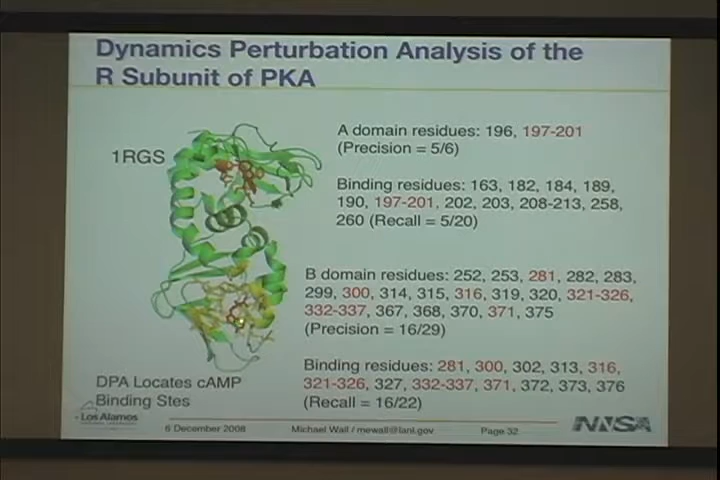 Dynamics Perturbation Analysis of the
R Subunit of PKA
1RGS
A domain residues: 196, 197-201
(Precision = 5/6)
Binding residues: 163, 182, 184, 189,
190, 197-201, 202, 203, 208-213, 258,
260 (Recall = 5/20)
B domain residues: 252, 253, 281, 282, 283,
299, 300, 314, 315, 316, 319, 320, 321-326,
332-337, 367, 368, 370, 371, 375
(Precision = 16/29)
Binding residues: 281, 300, 302, 313, 316,
321-326, 327, 332-337, 371, 372, 373, 376
(Recall = 16/22)
DPA Locates cAMP
Binding Stes
Los Alamos
6 December 2008 Michael Wall / mewall@lanl.gov Page 32
NNSA